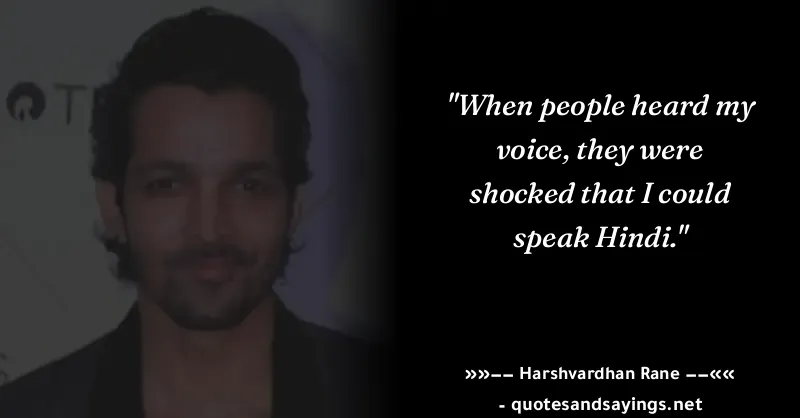 "When people heard my
voice, they were
shocked that I could
speak Hindi."
»»−− Harshvardhan Rane −−««
- quotesandsayings.net